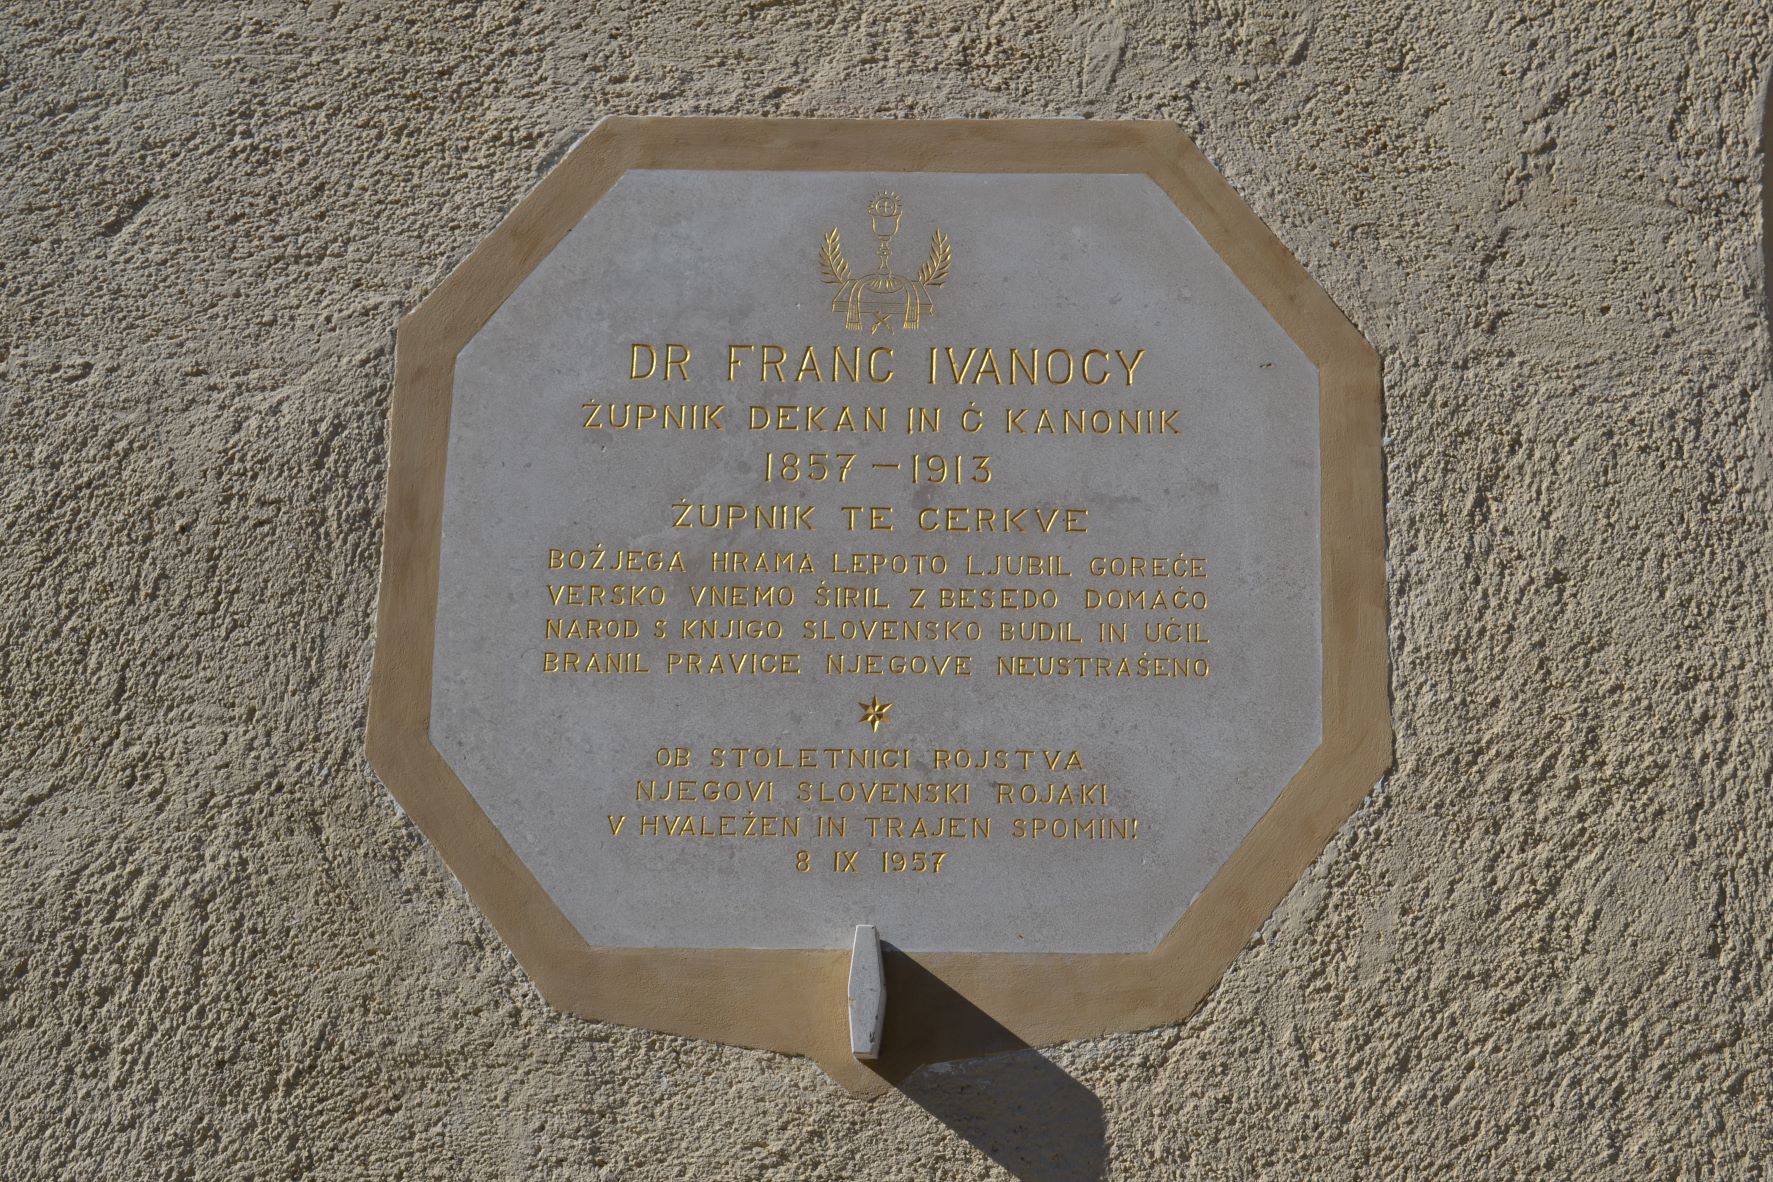 DR FRANC IVANOCY
ŽUPNIK DEKAN IN Č KANONIK
1857 – 1913
ŽUPNIK TE CERKVE
BOŽJEGA HRAMA LEPOTO LJUBIL GOREČE
VERSKO VNEMO ŠIRIL Z BESEDO DOMAČO
NAROD S KNJIGO SLOVENSKO BUDIL IN UČIL
BRANIL PRAVICE NJEGOVE NEUSTRAŠENO
OB STOLETNICI ROJSTVA
NJEGOVI SLOVENSKI ROJAKI
V HVALEŽEN IN TRAJEN SPOMIN!
8 IX 1957